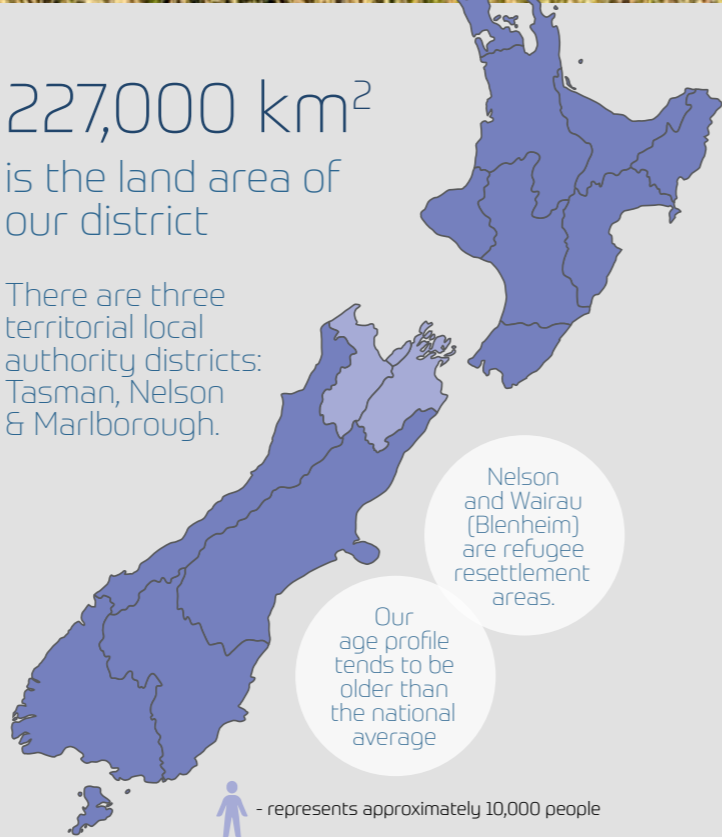 227,000 km²
is the land area of
our district
There are three
territorial local
authority districts:
Tasman, Nelson
& Marlborough.
Nelson
and Wairau
(Blenheim)
are refugee
resettlement
areas.
Our
age profile
tends to be
older than
the national
average
- represents approximately 10,000 people